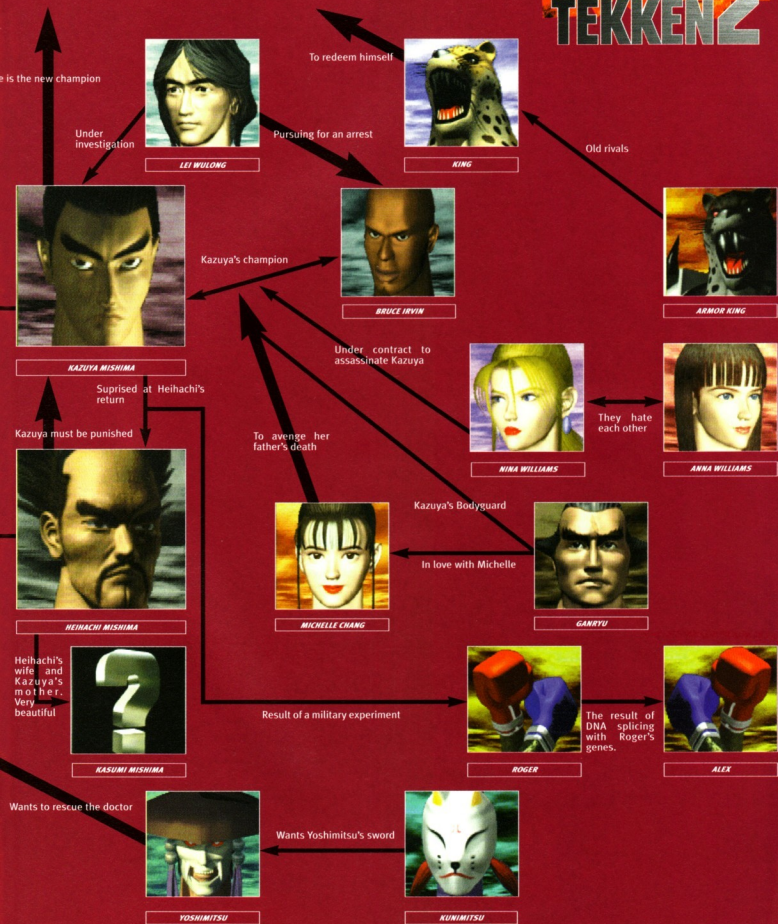 TEKKEN 2
e is the new champion
To redeem himself
Under
investigation
Pursuing for an arrest
Old rivals
LEI WULONG
KING
Kazuya's champion
BRUCE IRVIN
ARMOR KING
KAZUYA MISHIMA
Under contract to
assassinate Kazuya
Suprised at Heihachi's
return
Kazuya must be punished
To avenge her
father's death
They hate
each other
NINA WILLIAMS
ANNA WILLIAMS
Kazuya's Bodyguard
In love with Michelle
HEIHACHI MISHIMA
MICHELLE CHANG
GANRYU
Heihachi's
wife and
Kazuya's
mother.
Very
beautiful
Result of a military experiment
The result of
DNA splicing
with Roger's
genes.
KASUMI MISHIMA
ROGER
ALEX
Wants to rescue the doctor
Wants Yoshimitsu's sword
YOSHIMITSU
KUNIMITSU